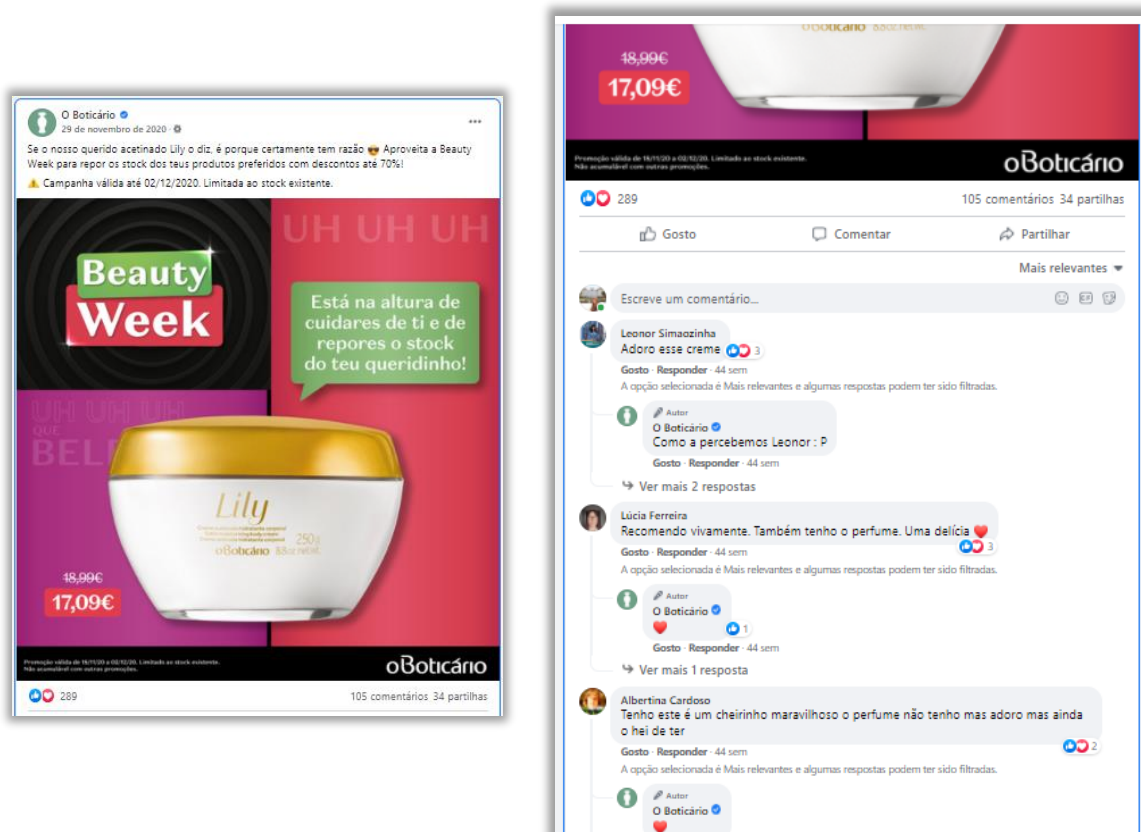 O Boticário
29 de novembro de 2020 ·
Se o nosso querido acetinado Lily o diz, é porque certamente tem razão 😎 Aproveita a Beauty
Week para repor os stock dos teus produtos preferidos com descontos até 70%!
⚠️ Campanha válida até 02/12/2020. Limitada ao stock existente.
UH UH UH
Beauty
Week
Está na altura de
cuidares de ti e de
repores o stock
do teu queridinho!
UH UH UH
QUE
BEL
Lily
250g
oBoticário 8.8oz net wt.
18,99€
17,09€
Promoção válida de 18/11/20 a 02/12/20. Limitado ao stock existente.
Não acumulável com outras promoções.
oBoticário
289
105 comentários 34 partilhas
oBoticário 8.8oz net wt.
18,99€
17,09€
Promoção válida de 18/11/20 a 02/12/20. Limitado ao stock existente.
Não acumulável com outras promoções.
oBoticário
289
105 comentários 34 partilhas
Gosto Comentar Partilhar
Mais relevantes
Escreve um comentário...
Leonor Simaozinha
Adoro esse creme
3
Gosto · Responder · 44 sem
A opção selecionada é Mais relevantes e algumas respostas podem ter sido filtradas.
Autor
O Boticário
Como a percebemos Leonor : P
Gosto · Responder · 44 sem
Ver mais 2 respostas
Lúcia Ferreira
Recomendo vivamente. Também tenho o perfume. Uma delícia ♥️
3
Gosto · Responder · 44 sem
A opção selecionada é Mais relevantes e algumas respostas podem ter sido filtradas.
Autor
O Boticário
♥️
1
Gosto · Responder · 44 sem
Ver mais 1 resposta
Albertina Cardoso
Tenho este é um cheirinho maravilhoso o perfume não tenho mas adoro mas ainda
o hei de ter
2
Gosto · Responder · 44 sem
A opção selecionada é Mais relevantes e algumas respostas podem ter sido filtradas.
Autor
O Boticário
♥️